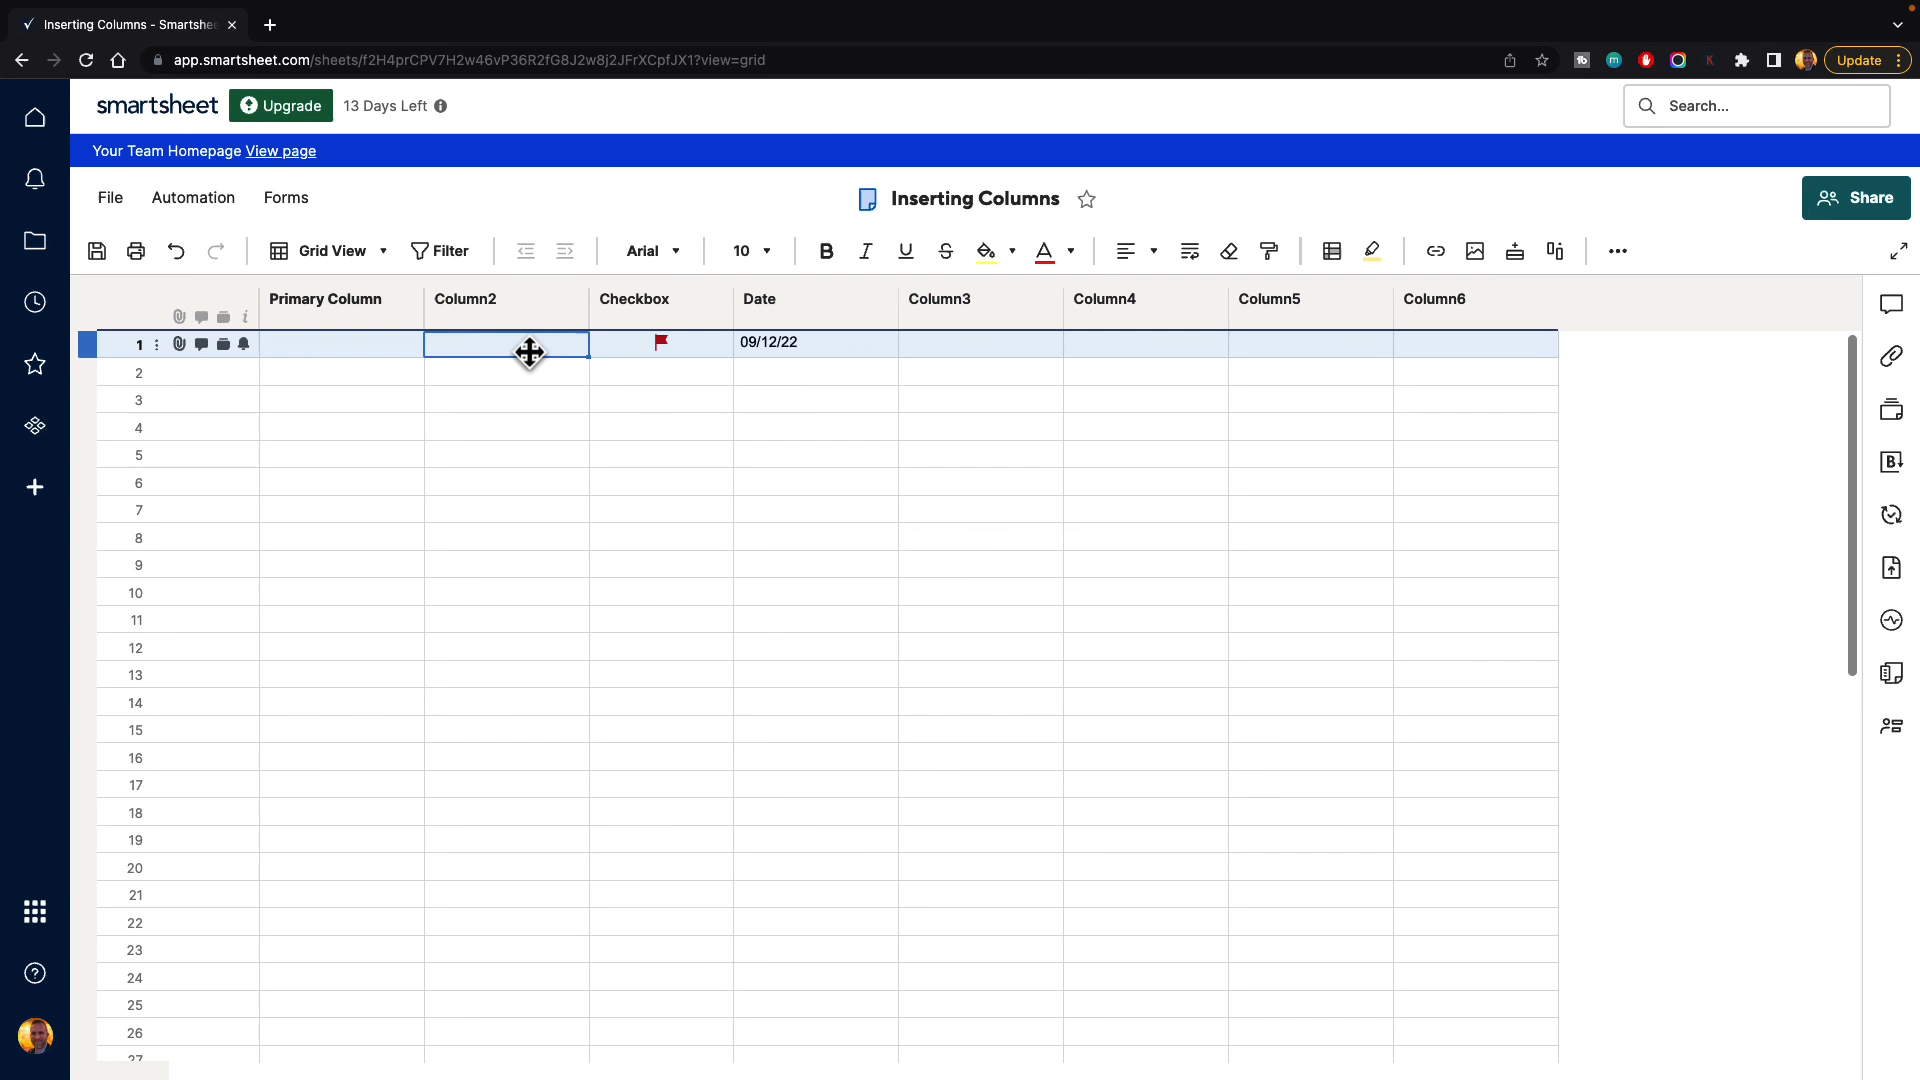 Inserting Columns - Smartshee
app.smartsheet.com/sheets/f2H4prCPV7H2w46vP36R2fG8J2w8j2JFrXCpfJX1?view=grid
Update
smartsheet
Upgrade
13 Days Left
Search...
Your Team Homepage View page
File
Automation
Forms
Inserting Columns
Share
Grid View
Filter
Arial
10
Primary Column
Column2
Checkbox
Date
Column3
Column4
Column5
Column6
1
09/12/22
2
3
4
5
6
7
8
9
10
11
12
13
14
15
16
17
18
19
20
21
22
23
24
25
26
27